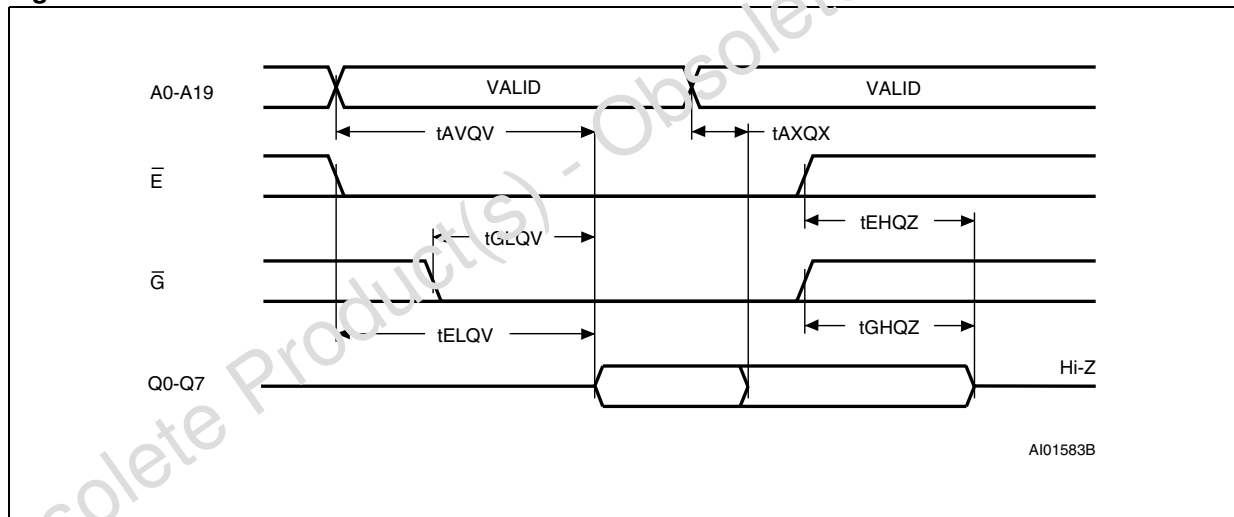 A0-A19
VALID
VALID
tAVQV
tAXQX
E
tEHQZ
tGLQV
G
tGHQZ
tELQV
Q0-Q7
Hi-Z
AI01583B
Obsolete Product(s) - Obsolete